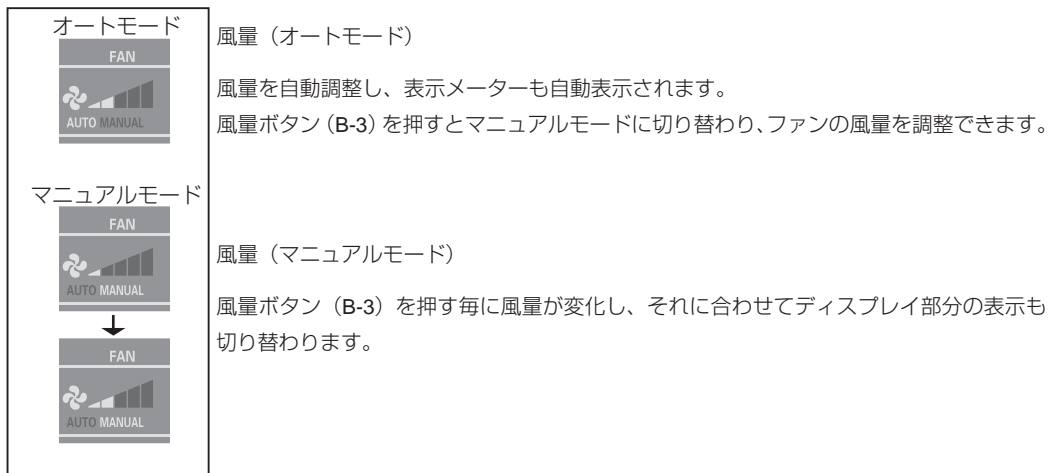 オートモード
FAN
AUTO MANUAL
風量（オートモード）
風量を自動調整し、表示メーターも自動表示されます。
風量ボタン（B-3）を押すとマニュアルモードに切り替わり、ファンの風量を調整できます。
マニュアルモード
FAN
AUTO MANUAL
FAN
AUTO MANUAL
風量（マニュアルモード）
風量ボタン（B-3）を押す毎に風量が変化し、それに合わせてディスプレイ部分の表示も
切り替わります。